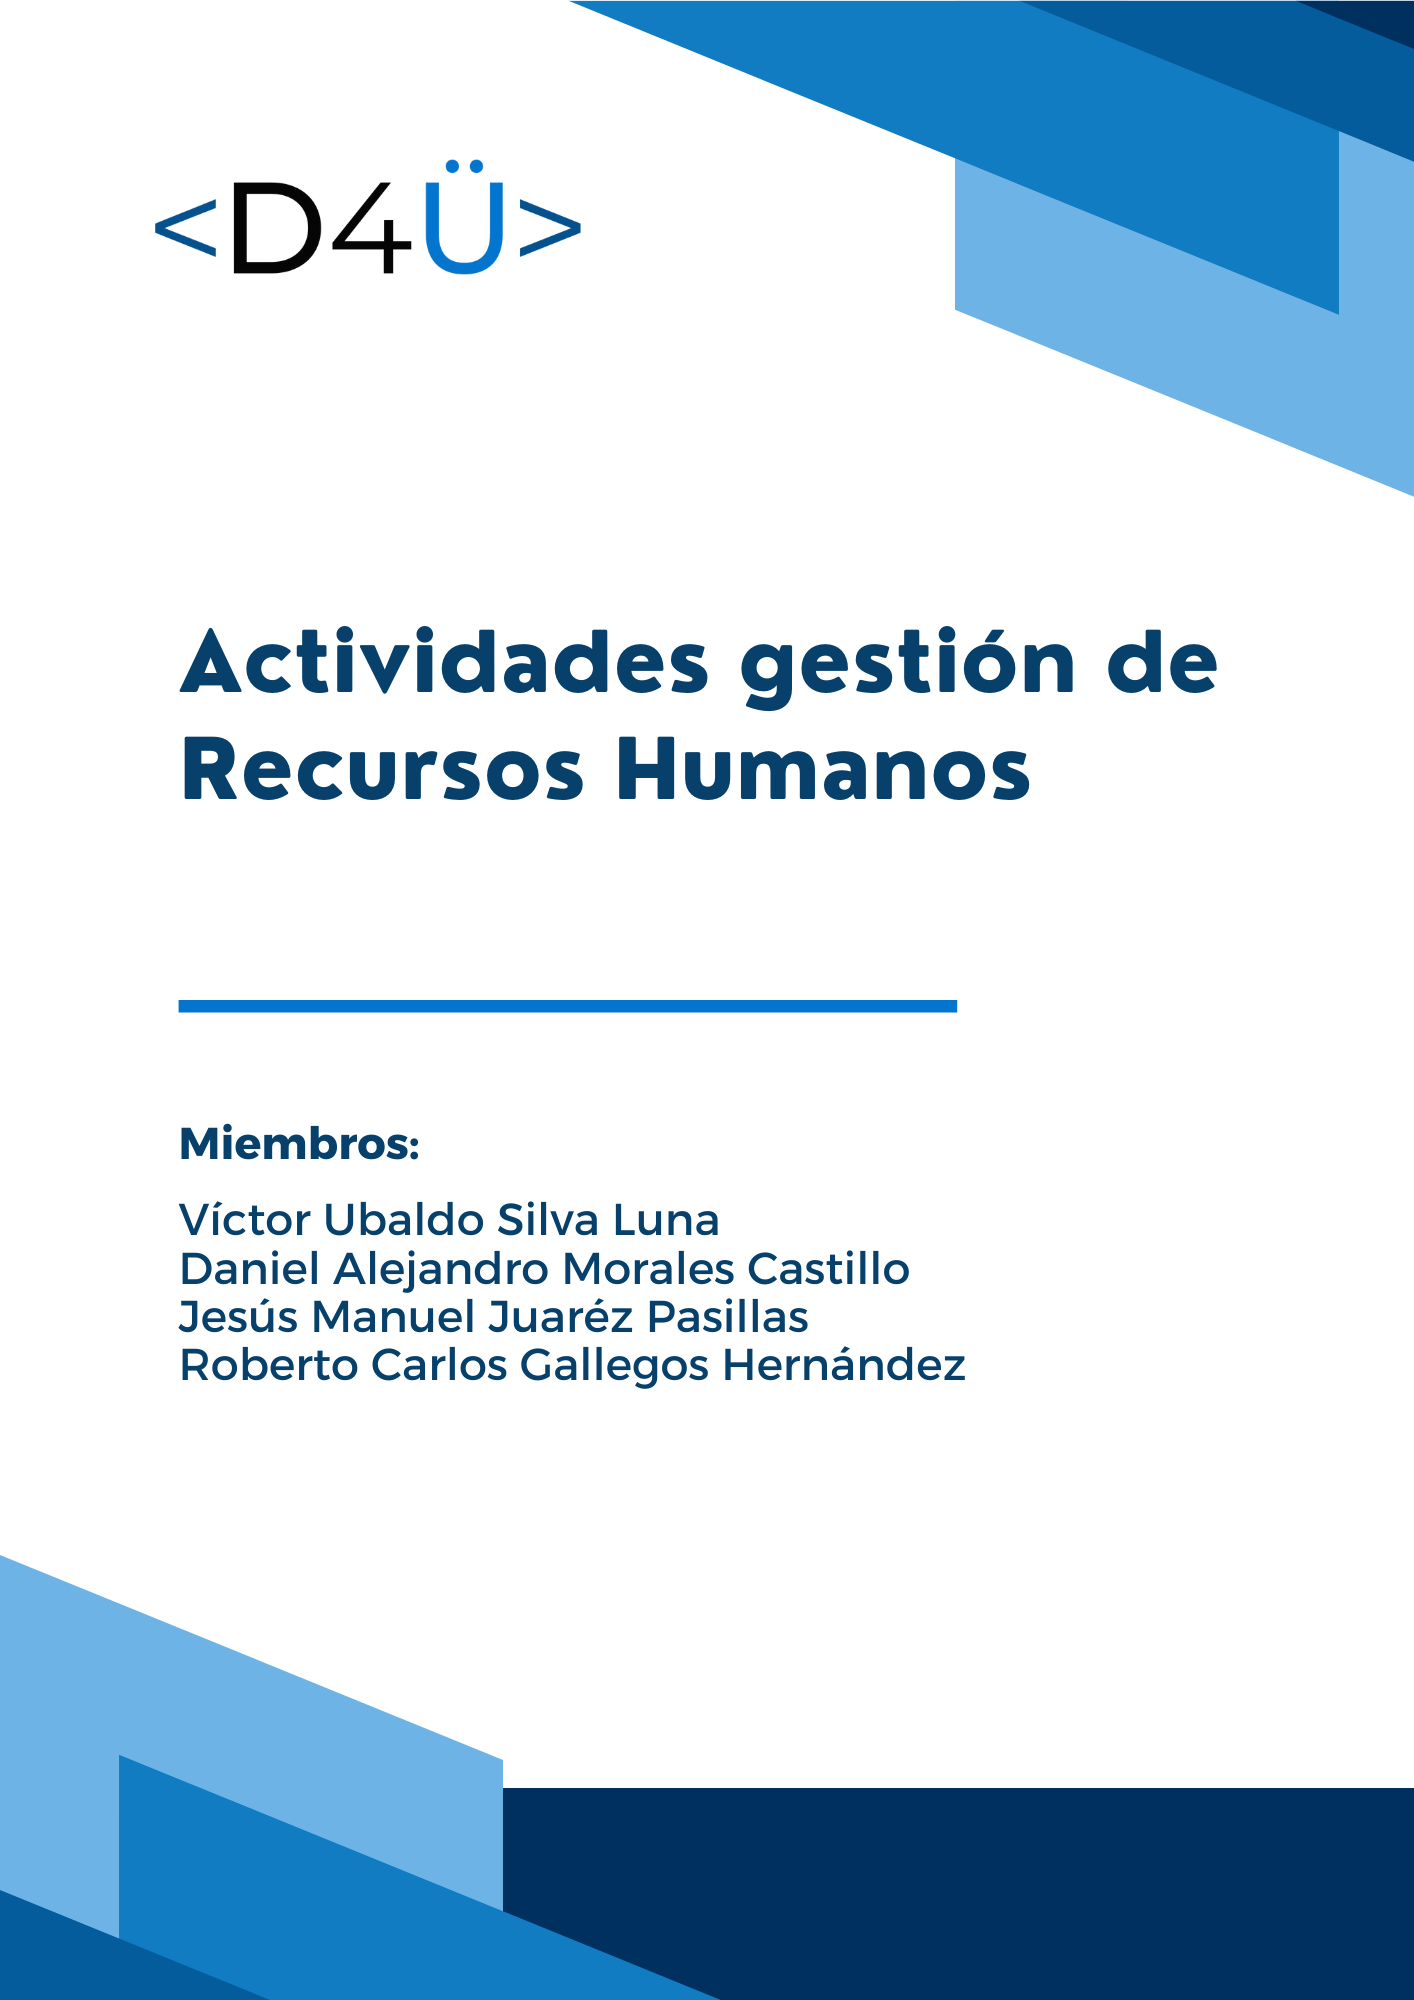 <D4Ü>
Actividades gestión de
Recursos Humanos
Miembros:
Víctor Ubaldo Silva Luna
Daniel Alejandro Morales Castillo
Jesús Manuel Juaréz Pasillas
Roberto Carlos Gallegos Hernández